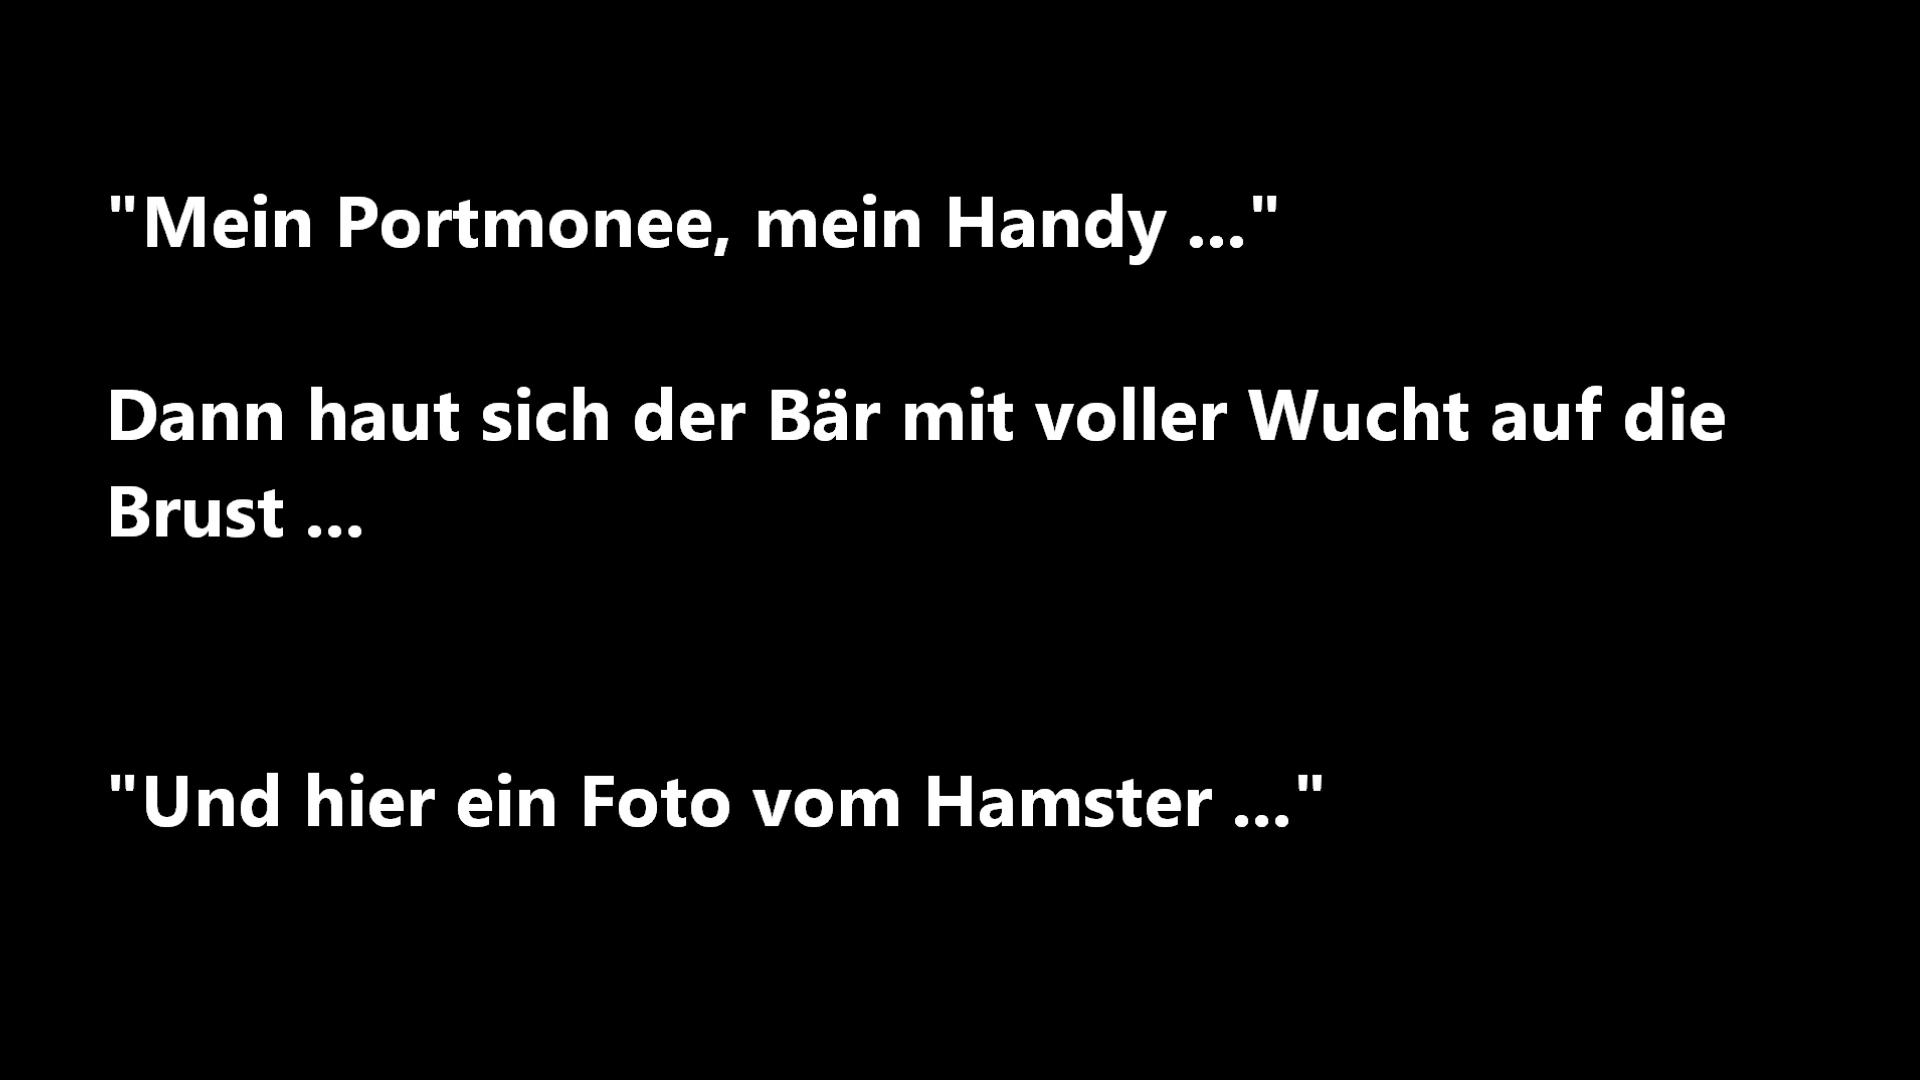 "Mein Portmonee, mein Handy ..."
Dann haut sich der Bär mit voller Wucht auf die
Brust ...
"Und hier ein Foto vom Hamster ..."